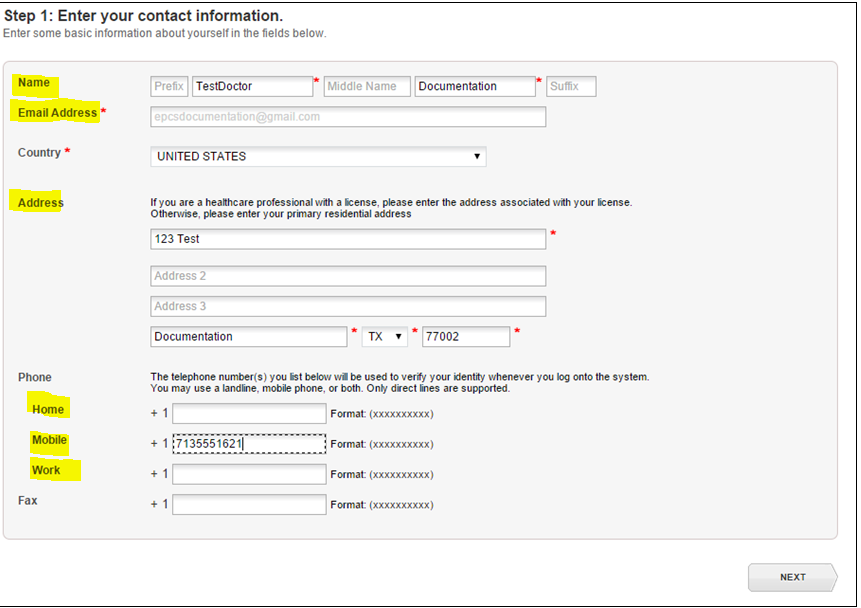 Step 1: Enter your contact information.
Enter some basic information about yourself in the fields below.
Name Prefix TestDoctor * Middle Name Documentation * Suffix
Email Address * epcsdocumentation@gmail.com
Country * UNITED STATES
Address If you are a healthcare professional with a license, please enter the address associated with your license.
Otherwise, please enter your primary residential address
123 Test *
Address 2
Address 3
Documentation * TX * 77002 *
Phone The telephone number(s) you list below will be used to verify your identity whenever you log onto the system.
You may use a landline, mobile phone, or both. Only direct lines are supported.
Home + 1 Format: (xxxxxxxxxx)
Mobile + 1 7135551621 Format: (xxxxxxxxxx)
Work + 1 Format: (xxxxxxxxxx)
Fax + 1 Format: (xxxxxxxxxx)
NEXT